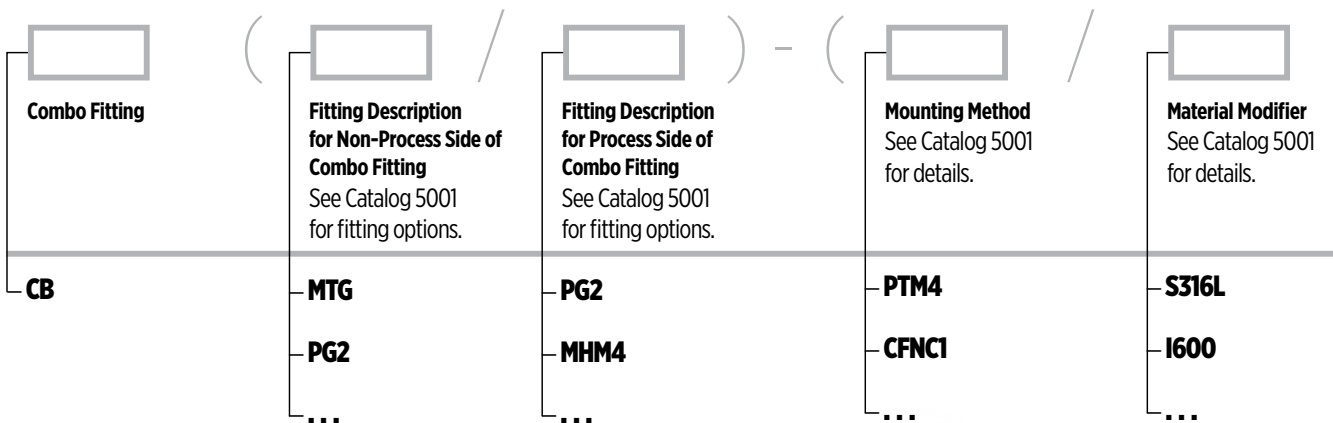 ( / ) - ( /
Combo Fitting
Fitting Description
for Non-Process Side of
Combo Fitting
See Catalog 5001
for fitting options.
Fitting Description
for Process Side of
Combo Fitting
See Catalog 5001
for fitting options.
Mounting Method
See Catalog 5001
for details.
Material Modifier
See Catalog 5001
for details.
CB
MTG
PG2
PG2
MHM4
PTM4
CFNC1
S316L
I600